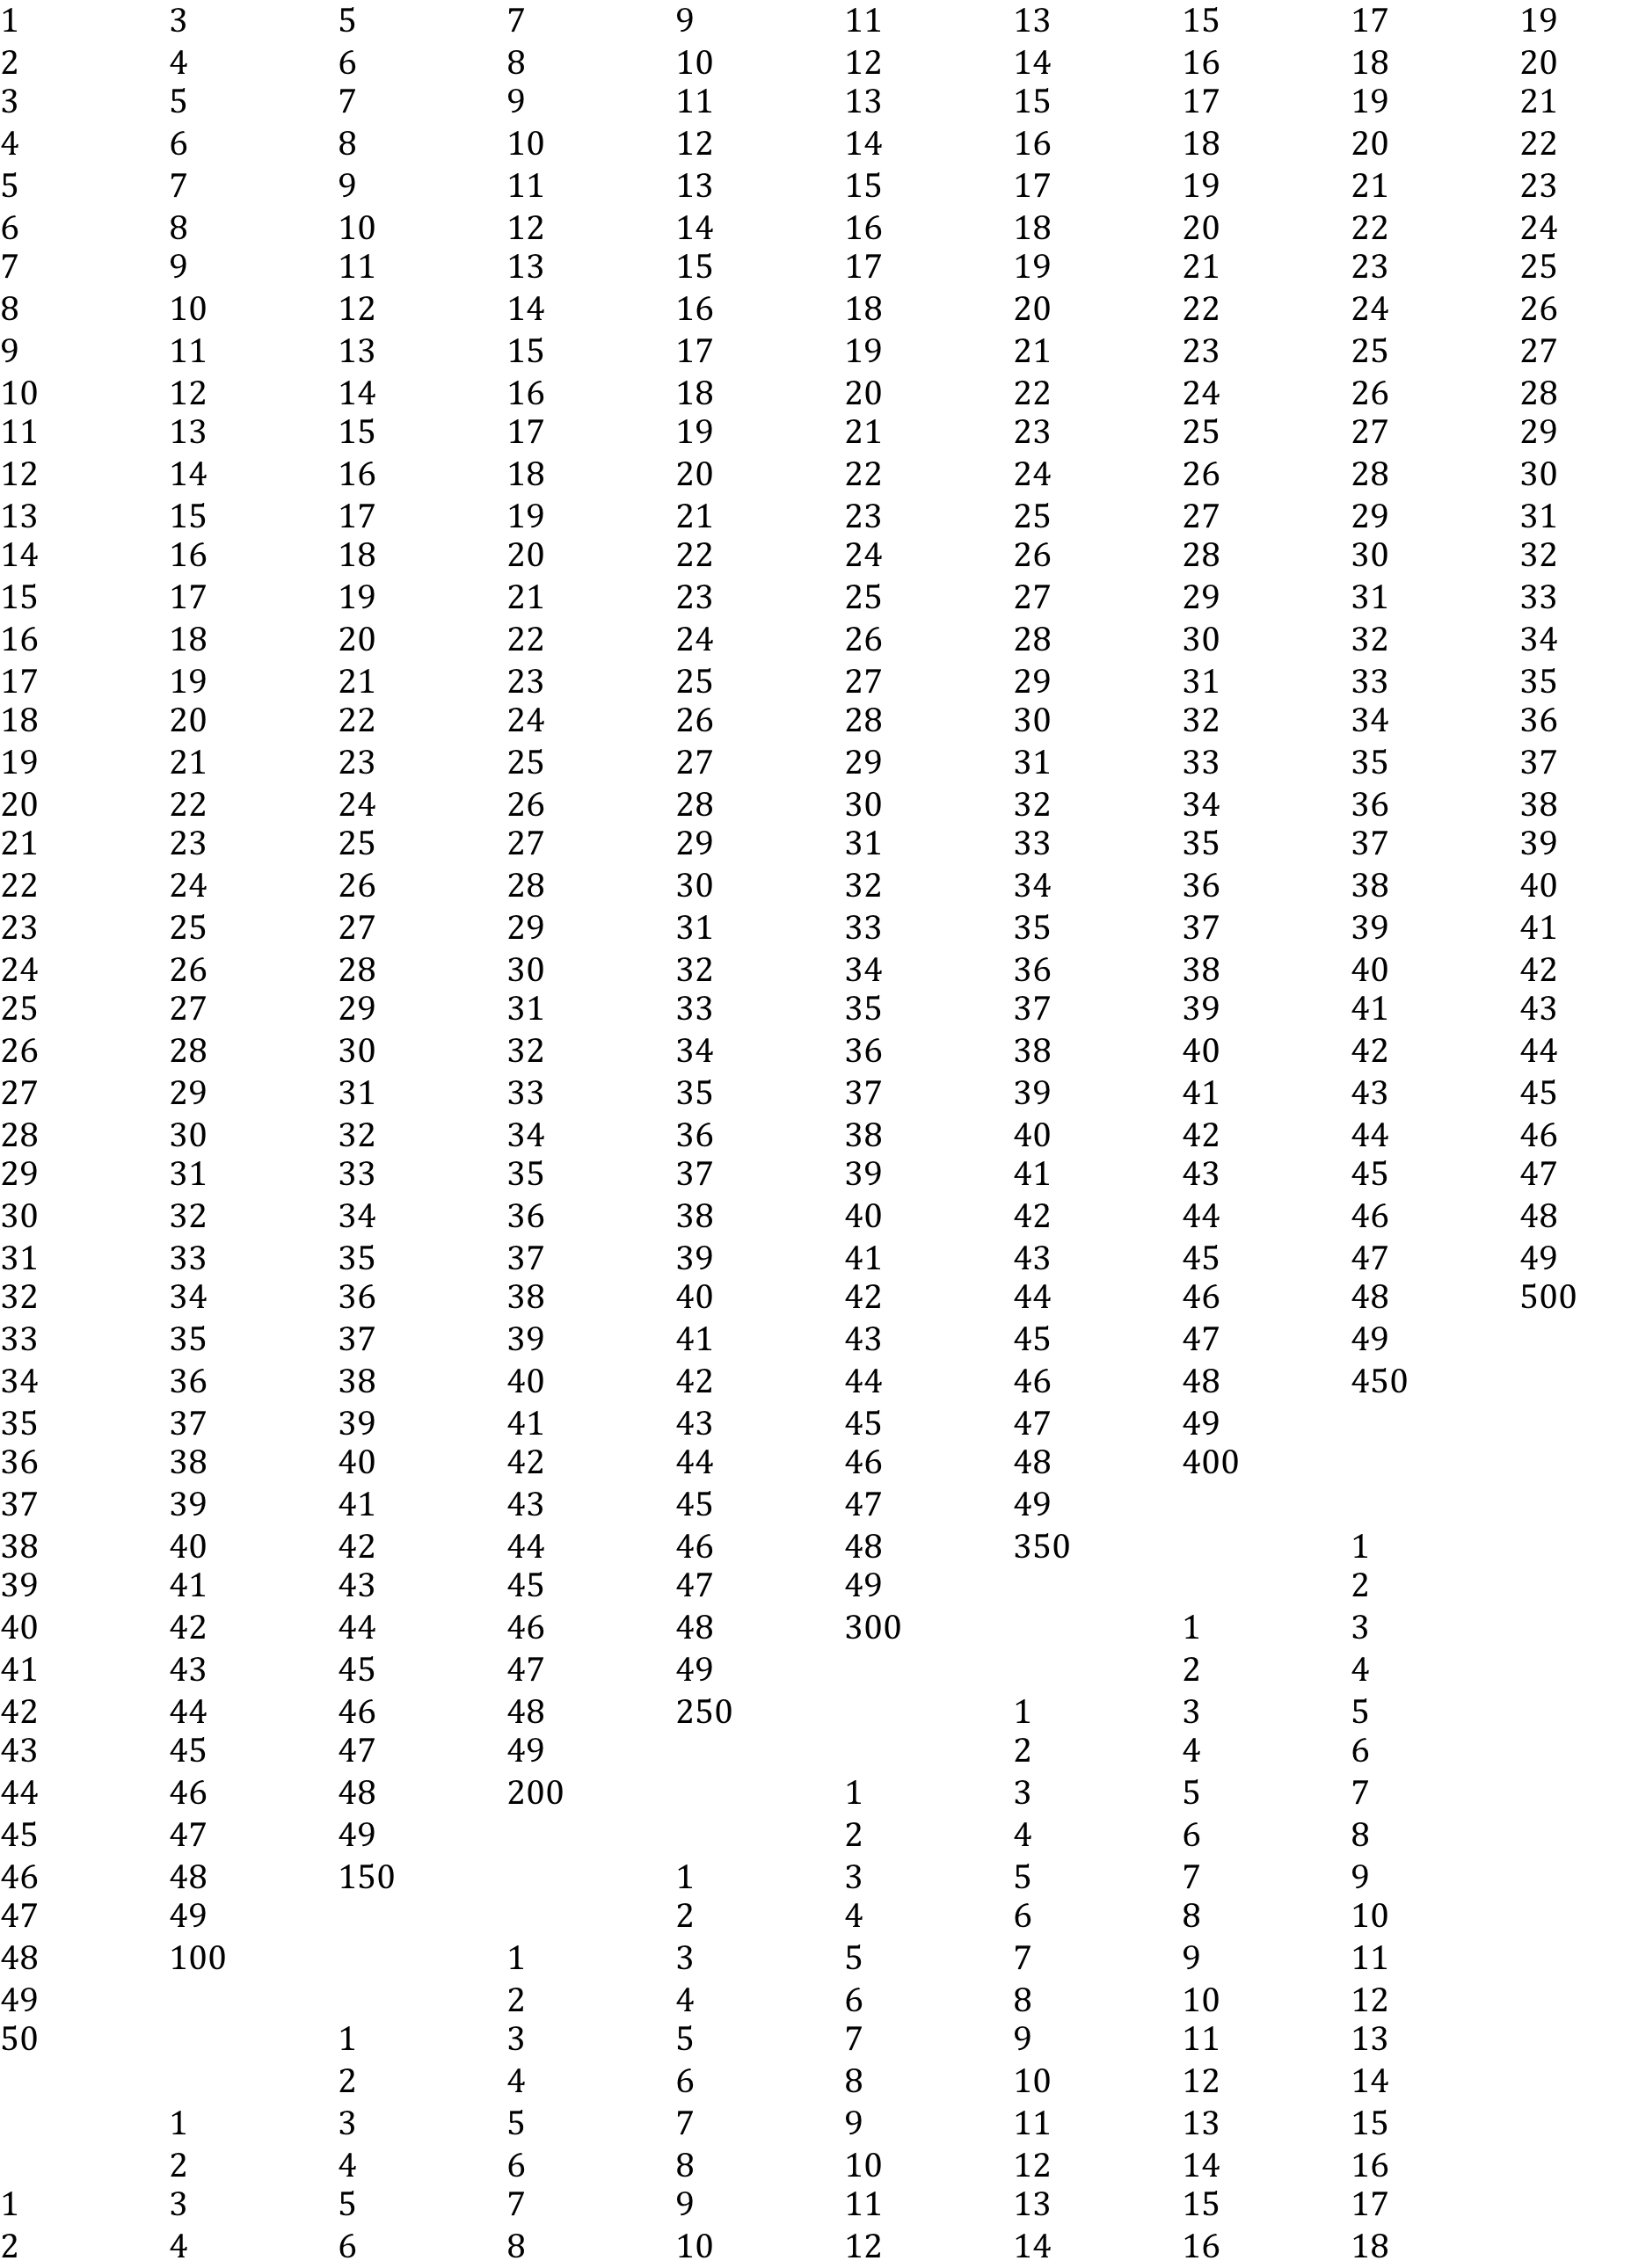 1 3 5 7 9 11 13 15 17 19
2 4 6 8 10 12 14 16 18 20
3 5 7 9 11 13 15 17 19 21
4 6 8 10 12 14 16 18 20 22
5 7 9 11 13 15 17 19 21 23
6 8 10 12 14 16 18 20 22 24
7 9 11 13 15 17 19 21 23 25
8 10 12 14 16 18 20 22 24 26
9 11 13 15 17 19 21 23 25 27
10 12 14 16 18 20 22 24 26 28
11 13 15 17 19 21 23 25 27 29
12 14 16 18 20 22 24 26 28 30
13 15 17 19 21 23 25 27 29 31
14 16 18 20 22 24 26 28 30 32
15 17 19 21 23 25 27 29 31 33
16 18 20 22 24 26 28 30 32 34
17 19 21 23 25 27 29 31 33 35
18 20 22 24 26 28 30 32 34 36
19 21 23 25 27 29 31 33 35 37
20 22 24 26 28 30 32 34 36 38
21 23 25 27 29 31 33 35 37 39
22 24 26 28 30 32 34 36 38 40
23 25 27 29 31 33 35 37 39 41
24 26 28 30 32 34 36 38 40 42
25 27 29 31 33 35 37 39 41 43
26 28 30 32 34 36 38 40 42 44
27 29 31 33 35 37 39 41 43 45
28 30 32 34 36 38 40 42 44 46
29 31 33 35 37 39 41 43 45 47
30 32 34 36 38 40 42 44 46 48
31 33 35 37 39 41 43 45 47 49
32 34 36 38 40 42 44 46 48 500
33 35 37 39 41 43 45 47 49
34 36 38 40 42 44 46 48 450
35 37 39 41 43 45 47 49
36 38 40 42 44 46 48 400
37 39 41 43 45 47 49
38 40 42 44 46 48 350 1
39 41 43 45 47 49 2
40 42 44 46 48 300 1 3
41 43 45 47 49 2 4
42 44 46 48 250 1 3 5
43 45 47 49 2 4 6
44 46 48 200 1 3 5 7
45 47 49 2 4 6 8
46 48 150 1 3 5 7 9
47 49 2 4 6 8 10
48 100 1 3 5 7 9 11
49 2 4 6 8 10 12
50 1 3 5 7 9 11 13
2 4 6 8 10 12 14
1 3 5 7 9 11 13 15
2 4 6 8 10 12 14 16
1 3 5 7 9 11 13 15 17
2 4 6 8 10 12 14 16 18